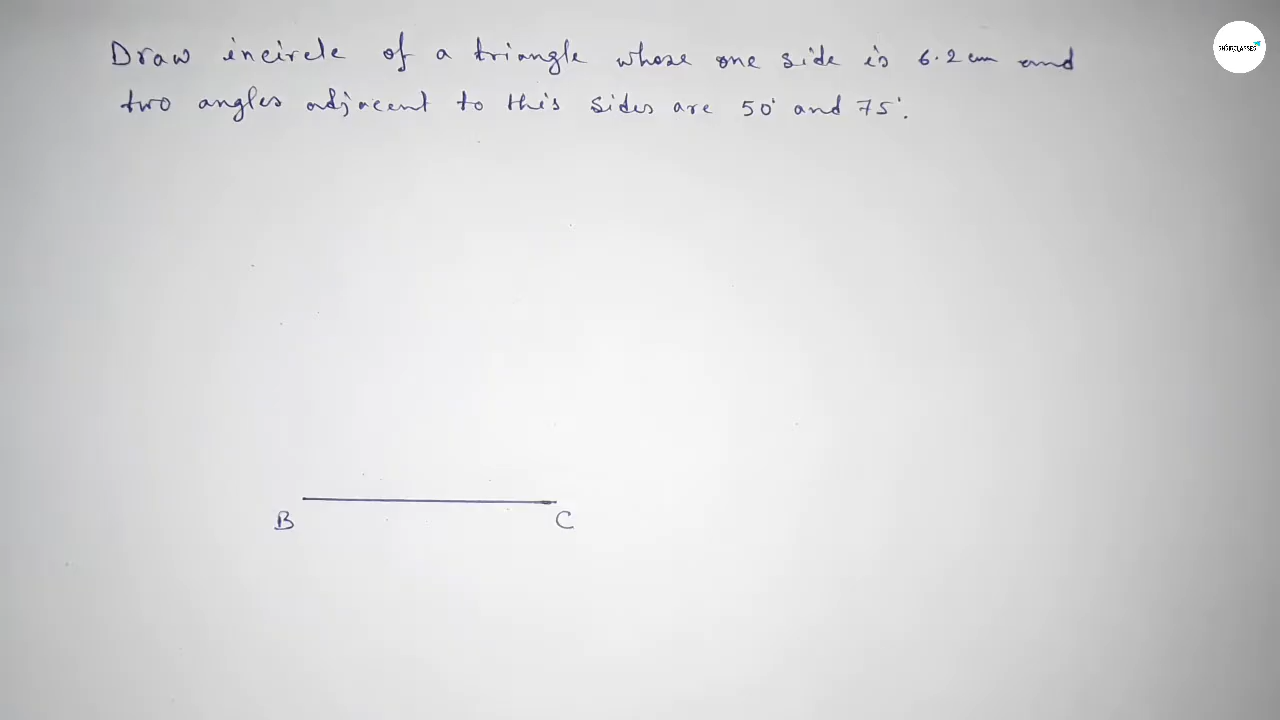 Draw incircle of a triangle whose one side is 6.2 cm and
two angles adjacent to this sides are 50° and 75°.
B
C